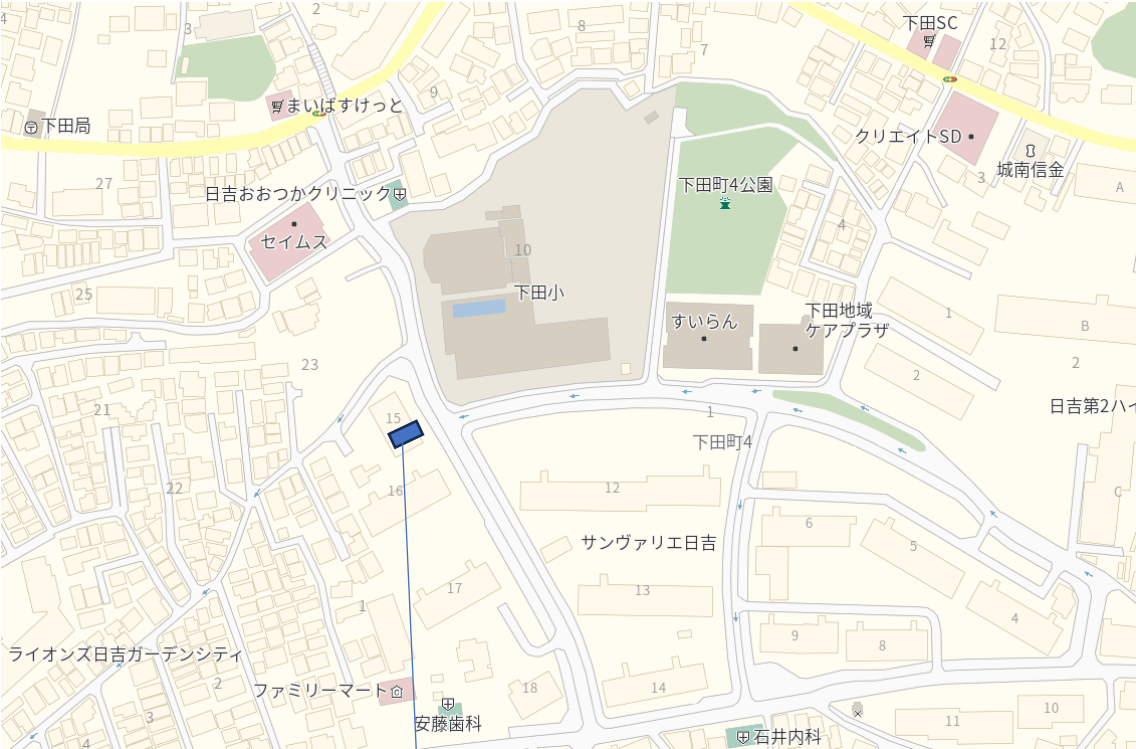 4
3
2
8
下田SC
12
7
9
まいばすけっと
下田局
クリエイトSD
城南信金
3
A
27
日吉おおつかクリニック
下田町4公園
セイムス
4
10
25
下田小
すいらん
下田地域
ケアプラザ
1
B
2
2
23
21
15
1
下田町4
日吉第2ハイ
22
16
12
C
6
5
サンヴァリエ日吉
17
13
1
4
9
8
ライオンズ日吉ガーデンシティ
2
ファミリーマート
18
14
3
安藤歯科
石井内科
11
10
4